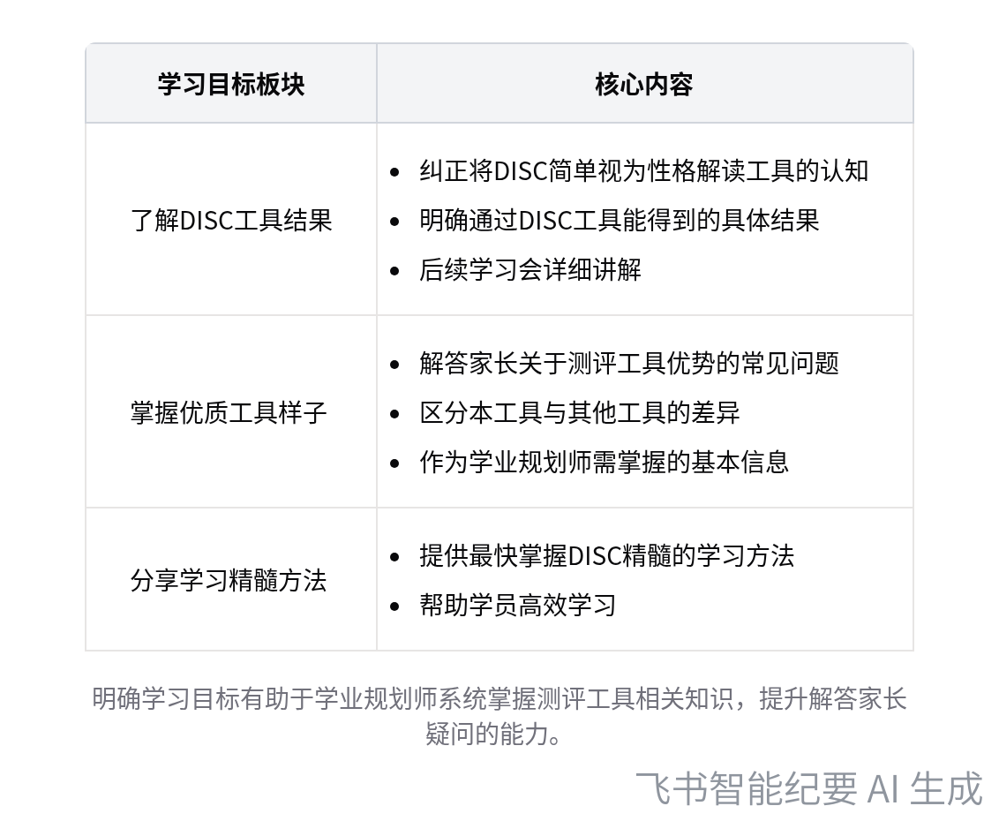 学习目标板块
核心内容
了解DISC工具结果
纠正将DISC简单视为性格解读工具的认知
明确通过DISC工具能得到的具体结果
后续学习会详细讲解
掌握优质工具样子
解答家长关于测评工具优势的常见问题
区分本工具与其他工具的差异
作为学业规划师需掌握的基本信息
分享学习精髓方法
提供最快掌握DISC精髓的学习方法
帮助学员高效学习
明确学习目标有助于学业规划师系统掌握测评工具相关知识，提升解答家长
疑问的能力。
飞书智能纪要 AI 生成